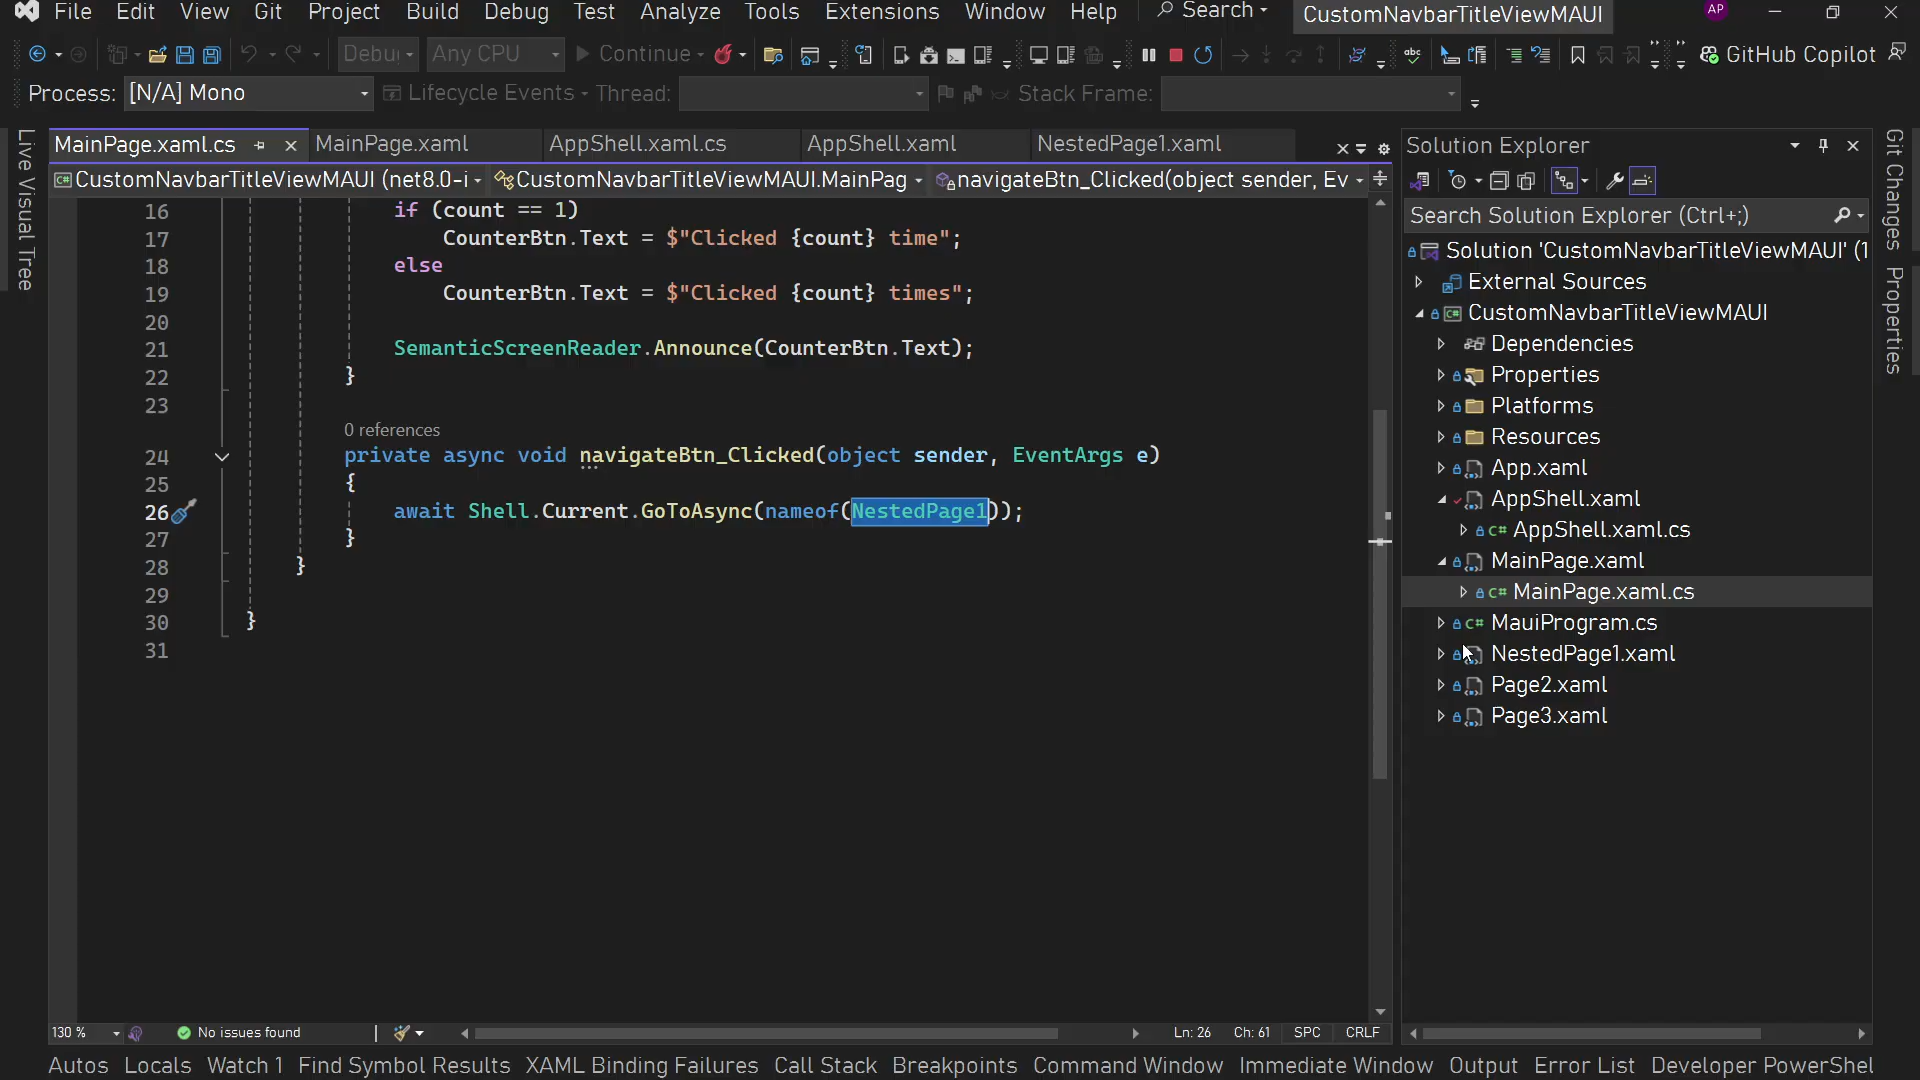 File Edit View Git Project Build Debug Test Analyze Tools Extensions Window Help Search CustomNavbarTitleViewMAUI AP
Debug Any CPU Continue abc GitHub Copilot
Process: [N/A] Mono Lifecycle Events Thread: Stack Frame:
Live Visual Tree
MainPage.xaml.cs MainPage.xaml AppShell.xaml.cs AppShell.xaml NestedPage1.xaml
C# CustomNavbarTitleViewMAUI (net8.0-i CustomNavbarTitleViewMAUI.MainPag navigateBtn_Clicked(object sender, Ev
16 if (count == 1)
17 CounterBtn.Text = $"Clicked {count} time";
18 else
19 CounterBtn.Text = $"Clicked {count} times";
20
21 SemanticScreenReader.Announce(CounterBtn.Text);
22 }
23
0 references
24 private async void navigateBtn_Clicked(object sender, EventArgs e)
25 {
26 await Shell.Current.GoToAsync(nameof(NestedPage1));
27 }
28 }
29
30 }
31
130 % No issues found Ln: 26 Ch: 61 SPC CRLF
Solution Explorer
Search Solution Explorer (Ctrl+;)
Solution 'CustomNavbarTitleViewMAUI' (1
External Sources
C# CustomNavbarTitleViewMAUI
Dependencies
Properties
Platforms
Resources
App.xaml
AppShell.xaml
C# AppShell.xaml.cs
MainPage.xaml
C# MainPage.xaml.cs
C# MauiProgram.cs
NestedPage1.xaml
Page2.xaml
Page3.xaml
Git Changes
Properties
Autos Locals Watch 1 Find Symbol Results XAML Binding Failures Call Stack Breakpoints Command Window Immediate Window Output Error List Developer PowerShel